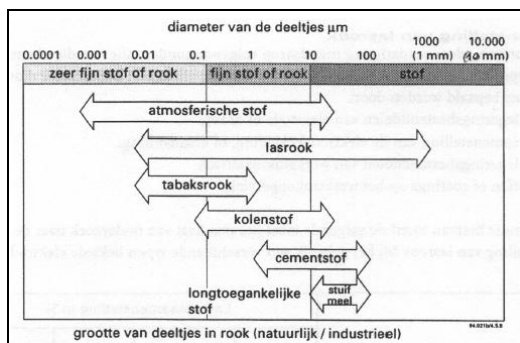 diameter van de deeltjes µm
1000 10.000
0.0001 0.001 0.01 0.1 1 10 100 (1 mm) (10 mm)
zeer fijn stof of rook fijn stof of rook stof
atmosferische stof
lasrook
tabaksrook
kolenstof
cementstof
longtoegankelijke stof
stuif meel
grootte van deeltjes in rook (natuurlijk / industrieel)